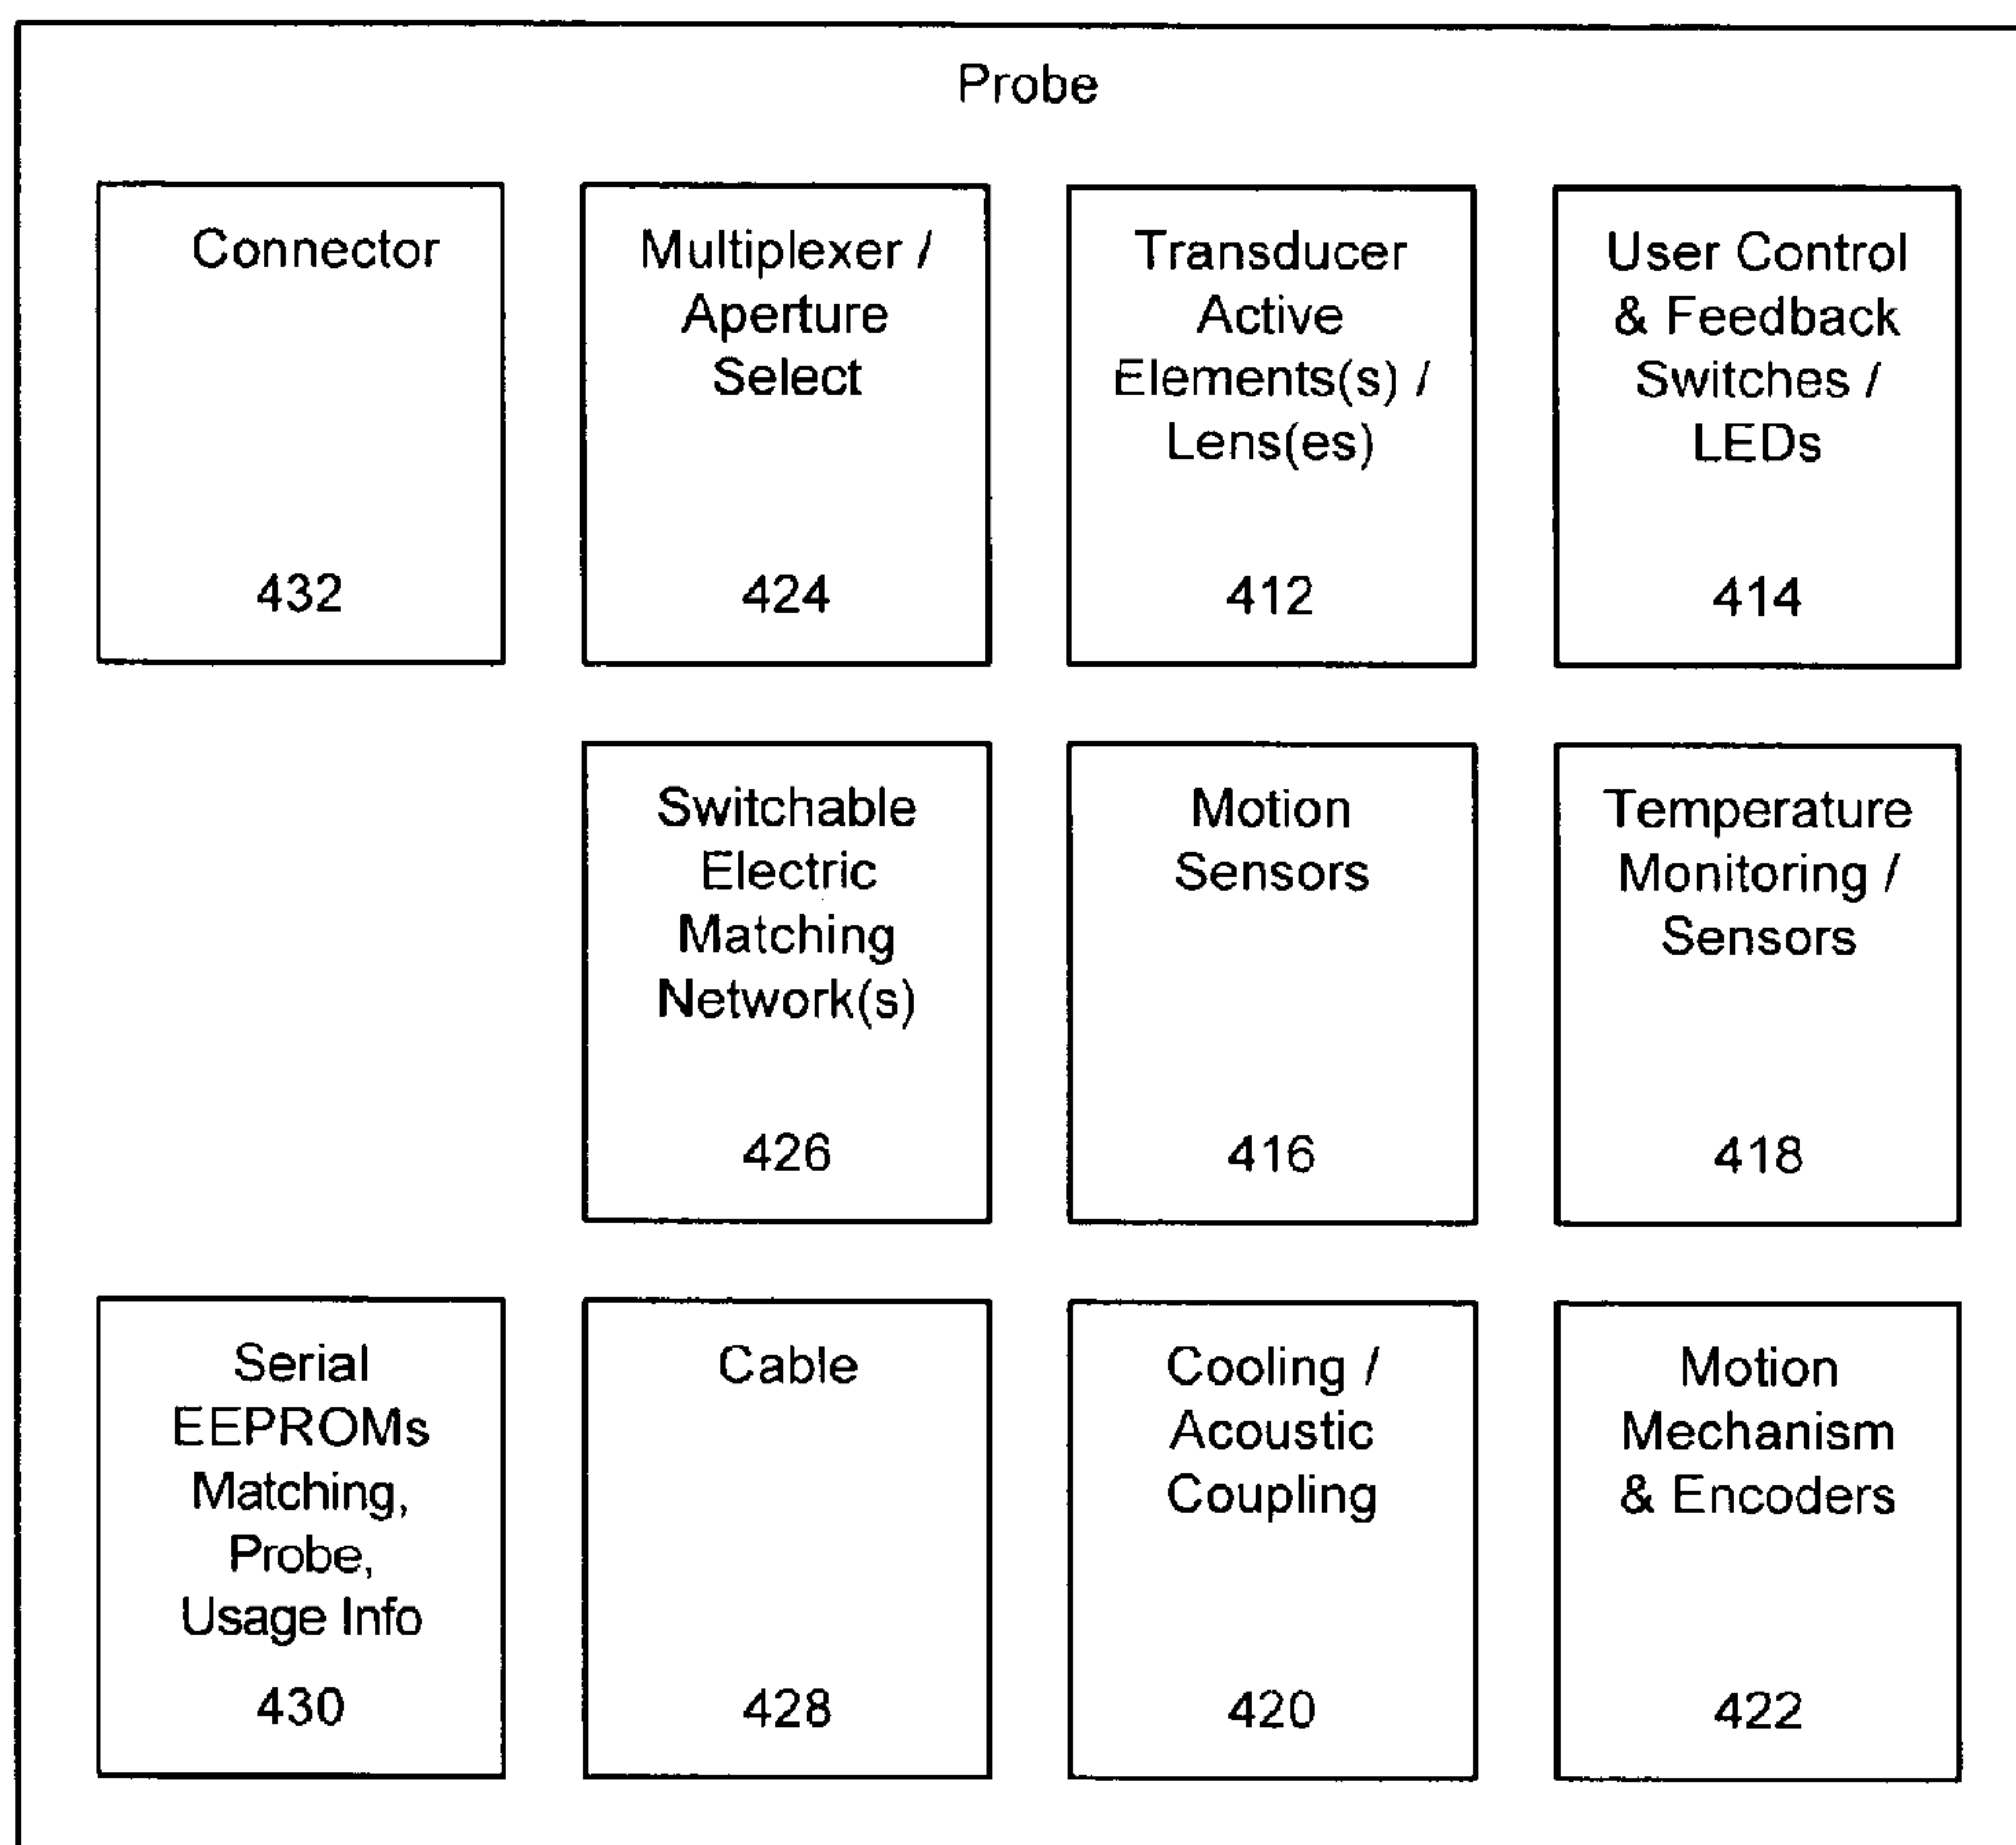 Probe
Connector
432
Multiplexer /
Aperture
Select
424
Transducer
Active
Elements(s) /
Lens(es)
412
User Control
& Feedback
Switches /
LEDs
414
Switchable
Electric
Matching
Network(s)
426
Motion
Sensors
416
Temperature
Monitoring /
Sensors
418
Serial
EEPROMs
Matching,
Probe,
Usage Info
430
Cable
428
Cooling /
Acoustic
Coupling
420
Motion
Mechanism
& Encoders
422